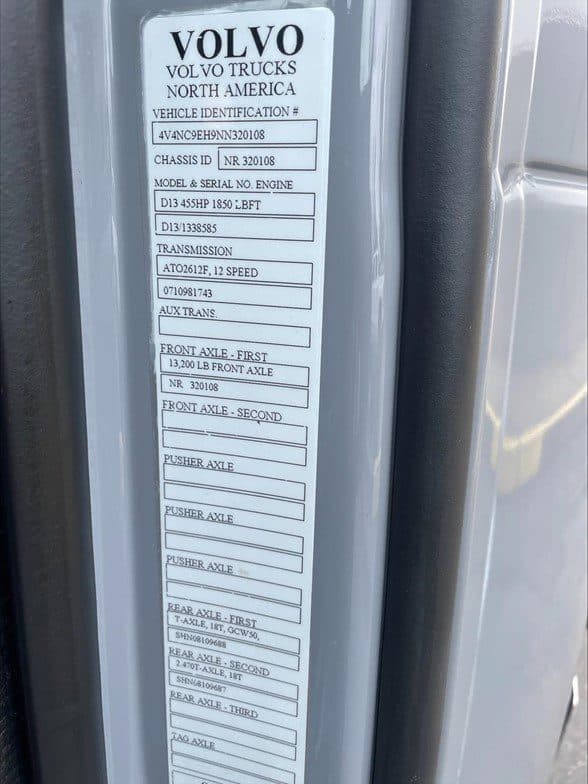 VOLVO
VOLVO TRUCKS
NORTH AMERICA
VEHICLE IDENTIFICATION #
4V4NC9EH9NN320108
CHASSIS ID NR 320108
MODEL & SERIAL NO. ENGINE
D13 455HP 1850 LBFT
D13/1338585
TRANSMISSION
ATO2612F, 12 SPEED
0710981743
AUX TRANS.
FRONT AXLE - FIRST
13,200 LB FRONT AXLE
NR 320108
FRONT AXLE - SECOND
PUSHER AXLE
PUSHER AXLE
PUSHER AXLE
REAR AXLE - FIRST
T-AXLE, 18T, GCW50,
SHN08109688
REAR AXLE - SECOND
2.470T-AXLE, 18T
SHN08109687
REAR AXLE - THIRD
TAG AXLE